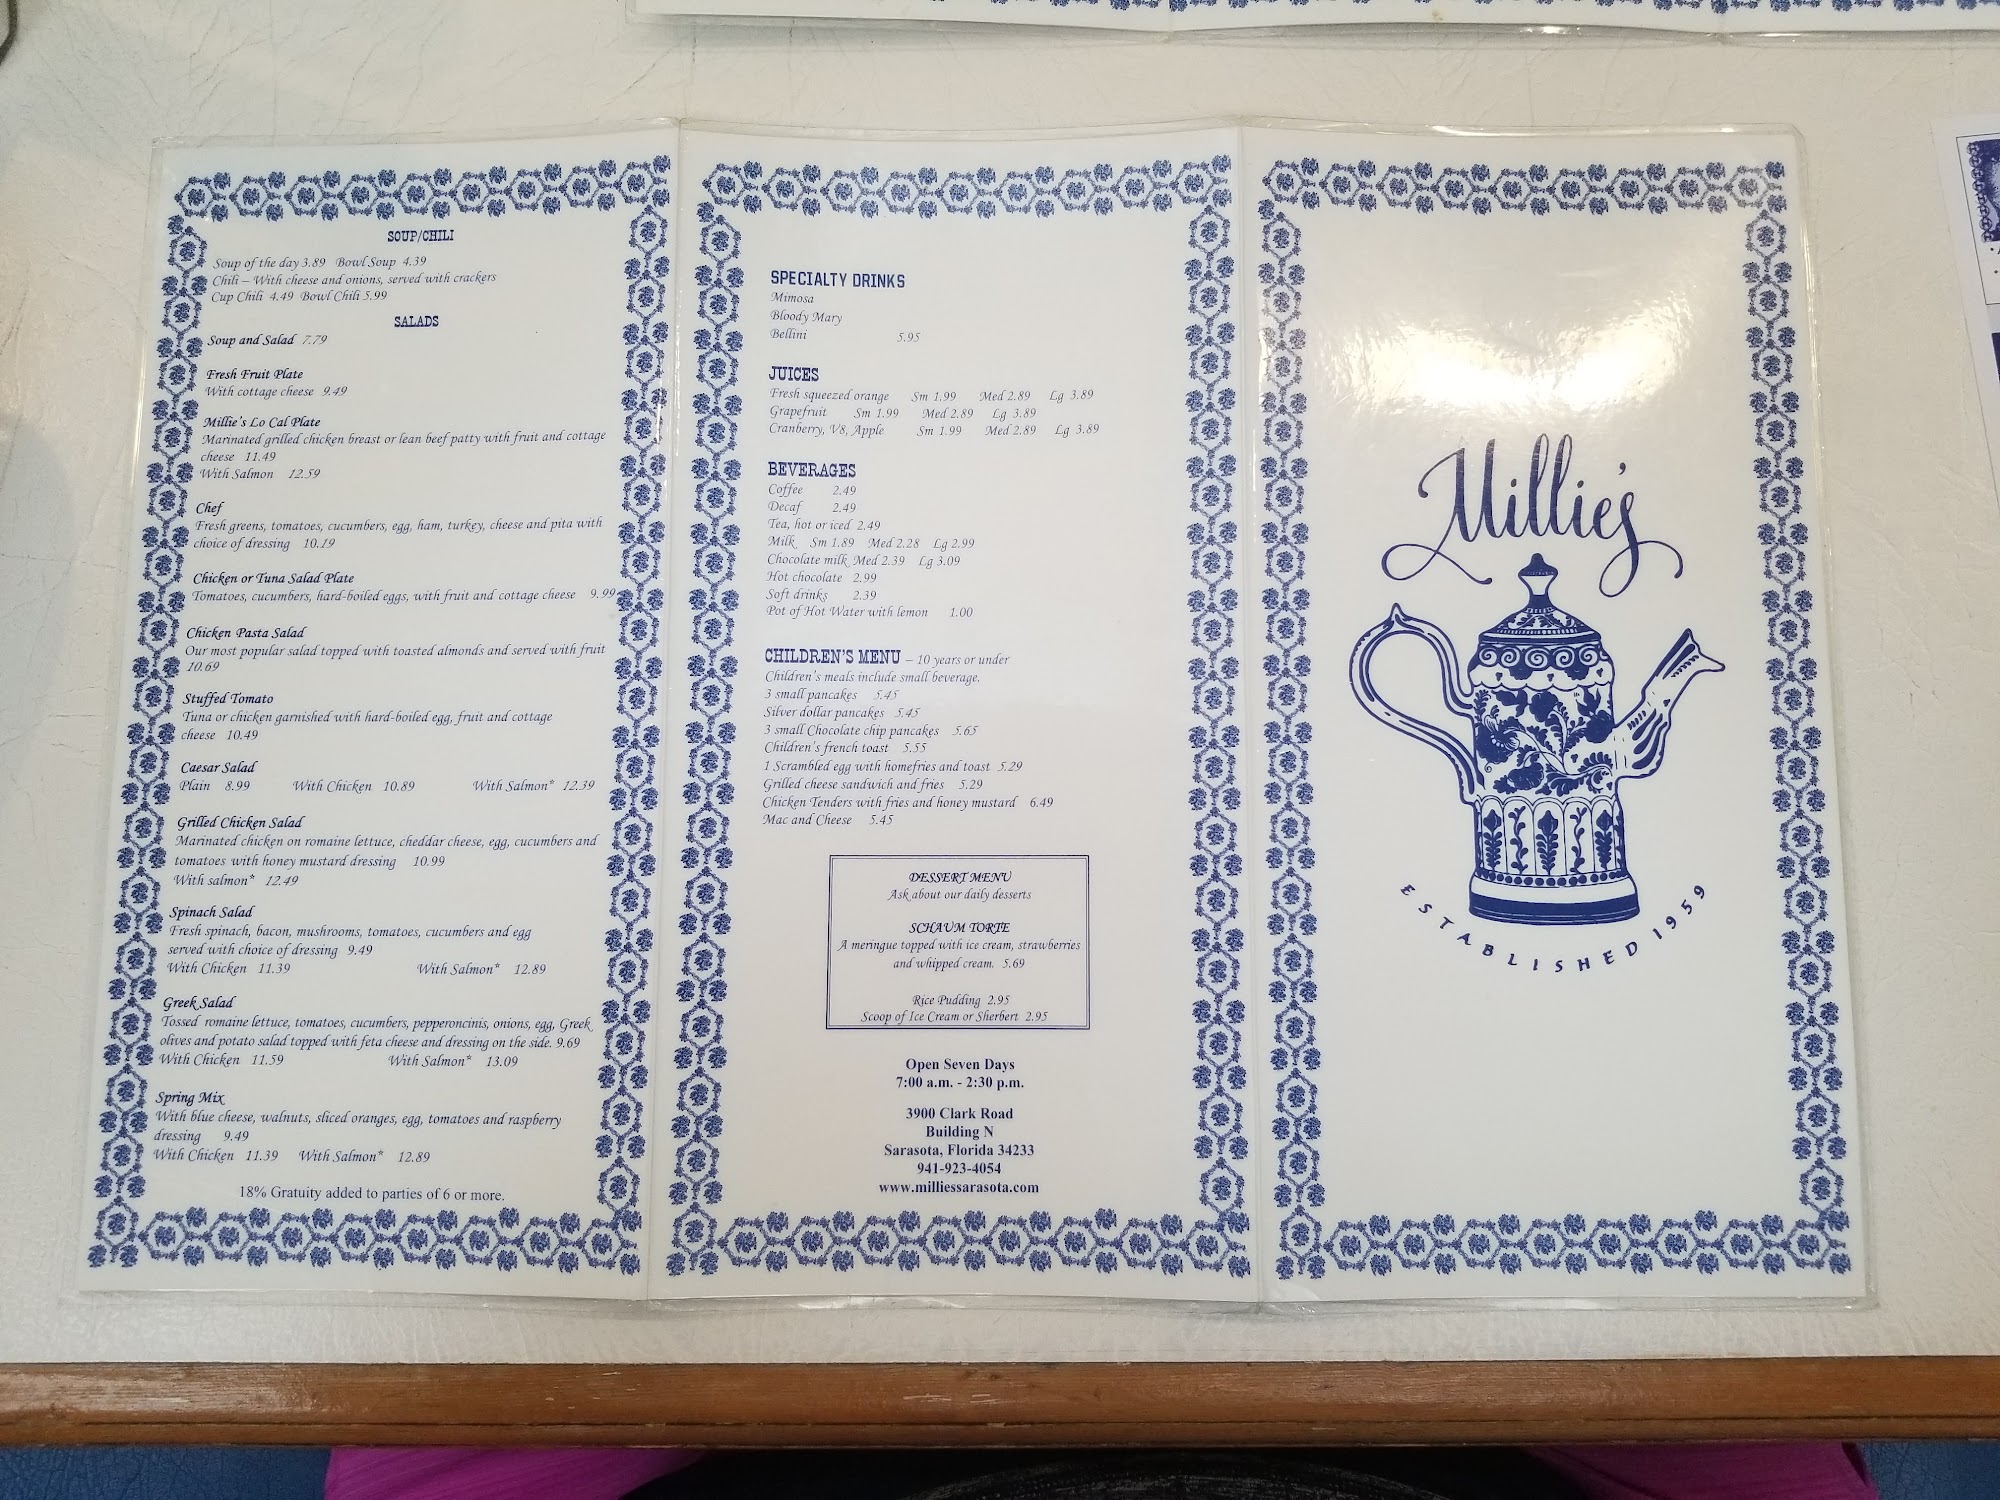 SOUP/CHILI
Soup of the day 3.89 Bowl Soup 4.39
Chili – With cheese and onions, served with crackers
Cup Chili 4.49 Bowl Chili 5.99
SALADS
Soup and Salad 7.79
Fresh Fruit Plate
With cottage cheese 9.49
Millie's Lo Cal Plate
Marinated grilled chicken breast or lean beef patty with fruit and cottage
cheese 11.49
With Salmon 12.59
Chef
Fresh greens, tomatoes, cucumbers, egg, ham, turkey, cheese and pita with
choice of dressing 10.19
Chicken or Tuna Salad Plate
Tomatoes, cucumbers, hard-boiled eggs, with fruit and cottage cheese 9.99
Chicken Pasta Salad
Our most popular salad topped with toasted almonds and served with fruit
10.69
Stuffed Tomato
Tuna or chicken garnished with hard-boiled egg, fruit and cottage
cheese 10.49
Caesar Salad
Plain 8.99 With Chicken 10.89 With Salmon* 12.39
Grilled Chicken Salad
Marinated chicken on romaine lettuce, cheddar cheese, egg, cucumbers and
tomatoes with honey mustard dressing 10.99
With salmon* 12.49
Spinach Salad
Fresh spinach, bacon, mushrooms, tomatoes, cucumbers and egg
served with choice of dressing 9.49
With Chicken 11.39 With Salmon* 12.89
Greek Salad
Tossed romaine lettuce, tomatoes, cucumbers, pepperoncinis, onions, egg, Greek
olives and potato salad topped with feta cheese and dressing on the side. 9.69
With Chicken 11.59 With Salmon* 13.09
Spring Mix
With blue cheese, walnuts, sliced oranges, egg, tomatoes and raspberry
dressing 9.49
With Chicken 11.39 With Salmon* 12.89
18% Gratuity added to parties of 6 or more.
SPECIALTY DRINKS
Mimosa
Bloody Mary
Bellini 5.95
JUICES
Fresh squeezed orange Sm 1.99 Med 2.89 Lg 3.89
Grapefruit Sm 1.99 Med 2.89 Lg 3.89
Cranberry, V8, Apple Sm 1.99 Med 2.89 Lg 3.89
BEVERAGES
Coffee 2.49
Decaf 2.49
Tea, hot or iced 2.49
Milk Sm 1.89 Med 2.28 Lg 2.99
Chocolate milk Med 2.39 Lg 3.09
Hot chocolate 2.99
Soft drinks 2.39
Pot of Hot Water with lemon 1.00
CHILDREN'S MENU – 10 years or under
Children's meals include small beverage.
3 small pancakes 5.45
Silver dollar pancakes 5.45
3 small Chocolate chip pancakes 5.65
Children's french toast 5.55
1 Scrambled egg with homefries and toast 5.29
Grilled cheese sandwich and fries 5.29
Chicken Tenders with fries and honey mustard 6.49
Mac and Cheese 5.45
DESSERT MENU
Ask about our daily desserts
SCHAUM TORTE
A meringue topped with ice cream, strawberries
and whipped cream. 5.69
Rice Pudding 2.95
Scoop of Ice Cream or Sherbert 2.95
Open Seven Days
7:00 a.m. - 2:30 p.m.
3900 Clark Road
Building N
Sarasota, Florida 34233
941-923-4054
www.milliessarasota.com
Millie's
ESTABLISHED 1959